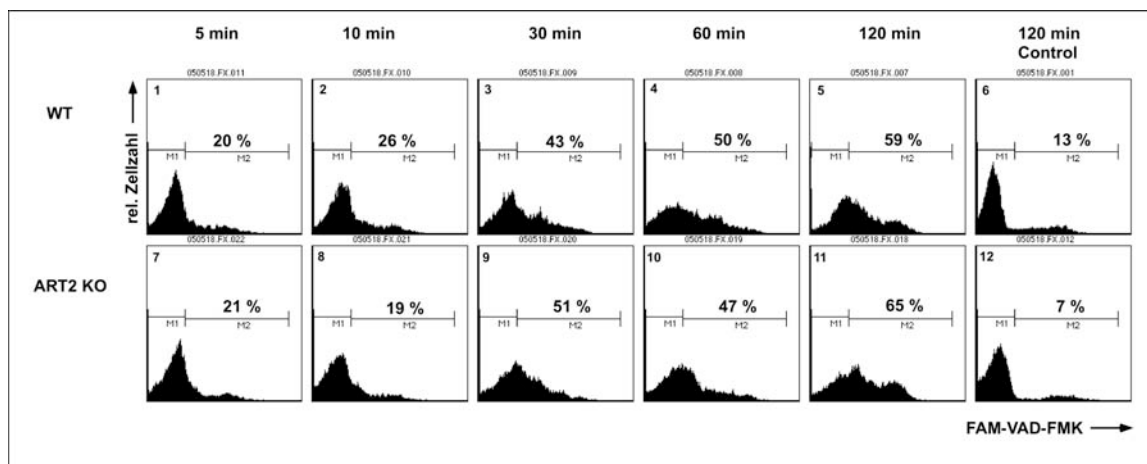 5 min 10 min 30 min 60 min 120 min 120 min
Control
050518.FX.011 050518.FX.010 050518.FX.009 050518.FX.008 050518.FX.007 050518.FX.001
WT
rel. Zellzahl
1 2 3 4 5 6
20 % 26 % 43 % 50 % 59 % 13 %
M1 M2 M1 M2 M1 M2 M1 M2 M1 M2 M1 M2
050518.FX.022 050518.FX.021 050518.FX.020 050518.FX.019 050518.FX.018 050518.FX.012
ART2 KO
7 8 9 10 11 12
21 % 19 % 51 % 47 % 65 % 7 %
M1 M2 M1 M2 M1 M2 M1 M2 M1 M2 M1 M2
FAM-VAD-FMK